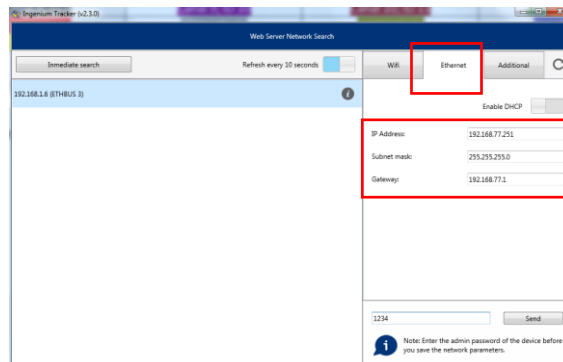 Ingenium Tracker (v2.3.0)
Web Server Network Search
Inmediate search
Refresh every 10 seconds
Wifi
Ethernet
Additional
192.168.1.6 (ETHBUS 3)
Enable DHCP
IP Address: 192.168.77.251
Subnet mask: 255.255.255.0
Gateway: 192.168.77.1
1234
Send
Note: Enter the admin password of the device before
you save the network parameters.